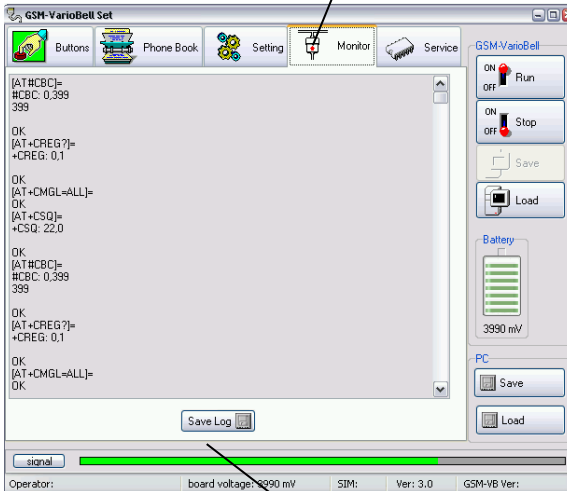 GSM-VarioBell Set
Buttons
Phone Book
Setting
Monitor
Service
[AT#CBC]=
#CBC: 0,399
399
OK
[AT+CREG?]=
+CREG: 0,1
OK
[AT+CMGL=ALL]=
OK
[AT+CSQ]=
+CSQ: 22,0
OK
[AT#CBC]=
#CBC: 0,399
399
OK
[AT+CREG?]=
+CREG: 0,1
OK
[AT+CMGL=ALL]=
OK
Save Log
GSM-VarioBell
ON
OFF
Run
ON
OFF
Stop
Save
Load
Battery
3990 mV
PC
Save
Load
signal
Operator:
board voltage: 3990 mV
SIM:
Ver: 3.0
GSM-VB Ver: